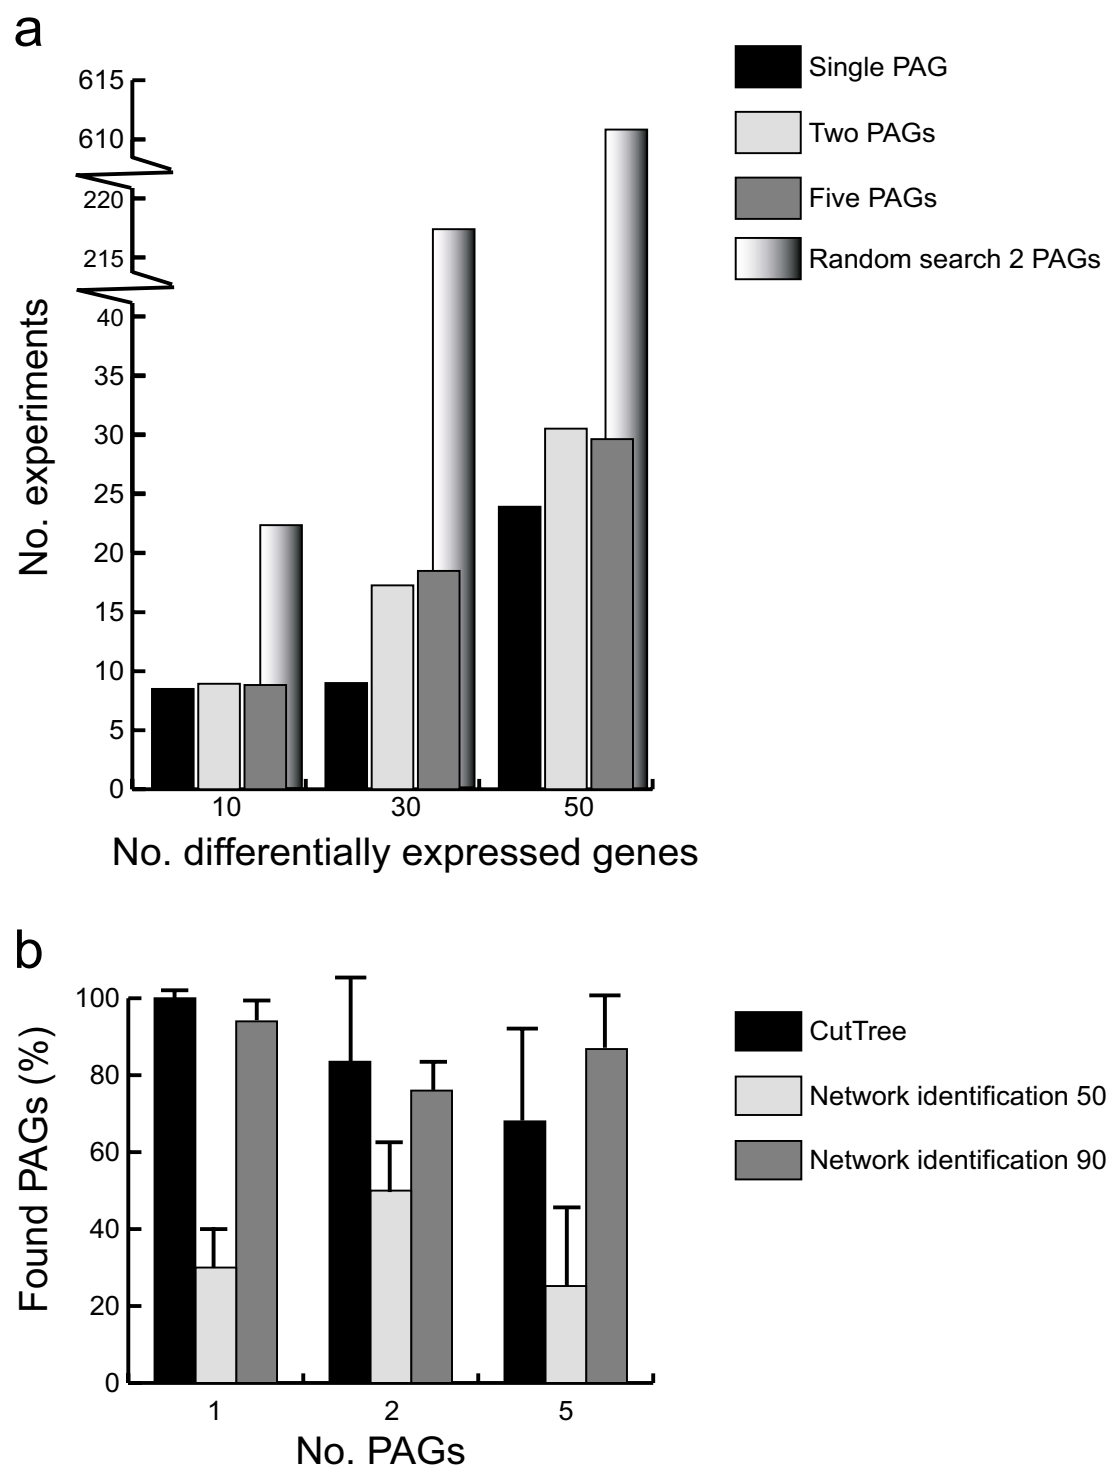 a
615
610
220
215
40
35
30
25
20
15
10
5
0
No. experiments
10 30 50
No. differentially expressed genes
Single PAG
Two PAGs
Five PAGs
Random search 2 PAGs
b
100
80
60
40
20
0
Found PAGs (%)
1 2 5
No. PAGs
CutTree
Network identification 50
Network identification 90